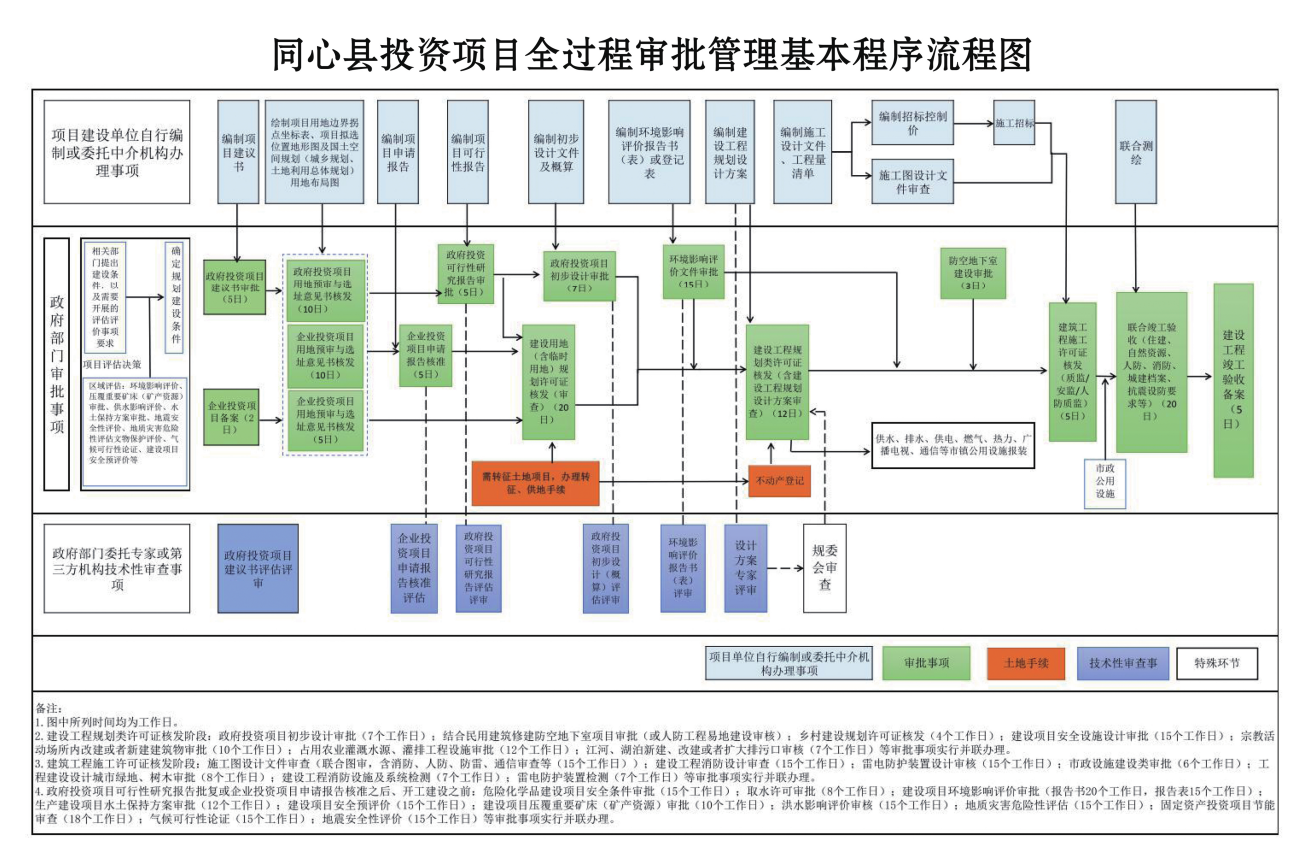 同心县投资项目全过程审批管理基本程序流程图
项目建设单位自行编
制或委托中介机构办
理事项
编制项
目建议
书
绘制项目用地边界拐
点坐标表、项目拟选
位置地形图及国土空
间规划（城乡规划、
土地利用总体规划）
用地布局图
编制项
目申请
报告
编制项
目可行
性报告
编制初步
设计文件
及概算
编制环境影响
评价报告书
（表）或登记
表
编制建
设工程
规划设
计方案
编制施工
设计文件
、工程量
清单
编制招标控制
价
施工招标
施工图设计文
件审查
联合测
绘
政府部门审批事项
相关部
门提出
建设条
件，以
及需要
开展的
评估评
价事项
要求
确定规划建设条件
项目评估决策
区域评估：环境影响评价、
压覆重要矿床（矿产资源）
审批、供水影响评价、水
土保持方案审批、地震安
全性评价、地质灾害危险
性评估文物保护评价、气
候可行性论证、建设项目
安全预评价等
政府投资项目
建议书审批
（5日）
企业投资项
目备案（2
日）
政府投资项目
用地预审与选
址意见书核发
（10日）
企业投资项目
用地预审与选
址意见书核发
（10日）
企业投资项目
用地预审与选
址意见书核发
（5日）
企业投资
项目申请
报告核准
（5日）
政府投资
可行性研
究报告审
批（5日）
建设用地
（含临时
用地）规
划许可证
核发（审
查）（20
日）
政府投资项目
初步设计审批
（7日）
环境影响评
价文件审批
（15日）
建设工程规
划类许可证
核发（含建
设工程规划
设计方案审
查）（12日）
防空地下室
建设审批
（3日）
建筑工
程施工
许可证
核发
（质监/
安监/人
防质监）
（5日）
联合竣工验
收（住建、
自然资源、
人防、消防、
城建档案、
抗震设防要
求等）（20
日）
建设
工程
竣工
验收
备案
（5
日）
供水、排水、供电、燃气、热力、广
播电视、通信等市镇公用设施报装
市政
公用
设施
需转征土地项目，办理转
征、供地手续
不动产登记
政府部门委托专家或第
三方机构技术性审查事
项
政府投资项目
建议书评估评
审
企业投
资项目
申请报
告核准
评估
政府投
资项目
可行性
研究报
告评估
评审
政府投
资项目
初步设
计（概
算）评
估评审
环境影
响评价
报告书
（表）
评审
设计
方案
专家
评审
规委
会审
查
项目单位自行编制或委托中介机
构办理事项
审批事项
土地手续
技术性审查事
特殊环节
备注：
1.图中所列时间均为工作日。
2.建设工程规划类许可证核发阶段：政府投资项目初步设计审批（7个工作日）；结合民用建筑修建防空地下室项目审批（或人防工程易地建设审核）；乡村建设规划许可证核发（4个工作日）；建设项目安全设施设计审批（15个工作日）；宗教活
动场所内改建或者新建建筑物审批（10个工作日）；占用农业灌溉水源、灌排工程设施审批（12个工作日）；江河、湖泊新建、改建或者扩大排污口审核（7个工作日）等审批事项实行并联办理。
3.建筑工程施工许可证核发阶段：施工图设计文件审查（联合图审，含消防、人防、防雷、通信审查等（15个工作日））；建设工程消防设计审查（15个工作日）；雷电防护装置设计审核（15个工作日）；市政设施建设类审批（6个工作日）；工
程建设设计城市绿地、树木审批（8个工作日）；建设工程消防设施及系统检测（7个工作日）；雷电防护装置检测（7个工作日）等审批事项实行并联办理。
4.政府投资项目可行性研究报告批复或企业投资项目申请报告核准之后、开工建设之前：危险化学品建设项目安全条件审批（15个工作日）；取水许可审批（8个工作日）；建设项目环境影响评价审批（报告书20个工作日，报告表15个工作日）；
生产建设项目水土保持方案审批（12个工作日）；建设项目安全预评价（15个工作日）；建设项目压覆重要矿床（矿产资源）审批（10个工作日）；洪水影响评价审核（15个工作日）；地质灾害危险性评估（15个工作日）；固定资产投资项目节能
审查（18个工作日）；气候可行性论证（15个工作日）；地震安全性评价（15个工作日）等审批事项实行并联办理。